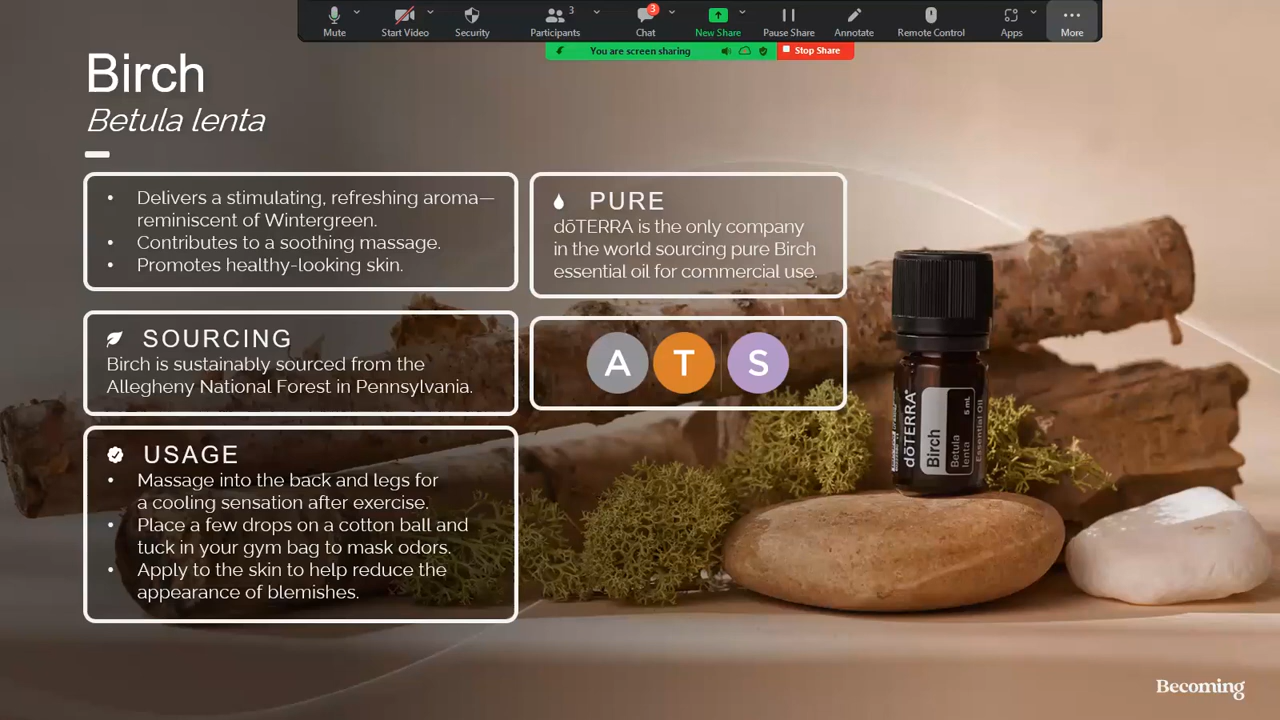 3
3
Mute
Start Video
Security
Participants
Chat
New Share
Pause Share
Annotate
Remote Control
Apps
More
You are screen sharing
Stop Share
Birch
Betula lenta
• Delivers a stimulating, refreshing aroma—
reminiscent of Wintergreen.
• Contributes to a soothing massage.
• Promotes healthy-looking skin.
PURE
dōTERRA is the only company
in the world sourcing pure Birch
essential oil for commercial use.
SOURCING
Birch is sustainably sourced from the
Allegheny National Forest in Pennsylvania.
A T S
USAGE
• Massage into the back and legs for
a cooling sensation after exercise.
• Place a few drops on a cotton ball and
tuck in your gym bag to mask odors.
• Apply to the skin to help reduce the
appearance of blemishes.
dōTERRA®
Birch
Betula
lenta
5 mL
Essential Oil
Becoming